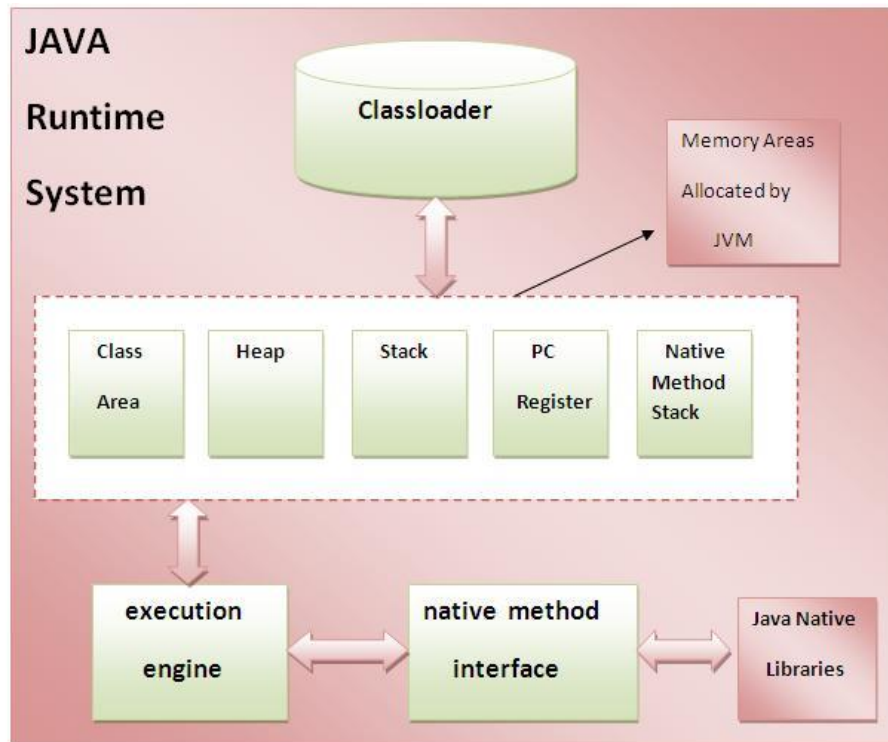 JAVA
Runtime
System
Classloader
Memory Areas
Allocated by
JVM
Class
Area
Heap
Stack
PC
Register
Native
Method
Stack
execution
engine
native method
interface
Java Native
Libraries